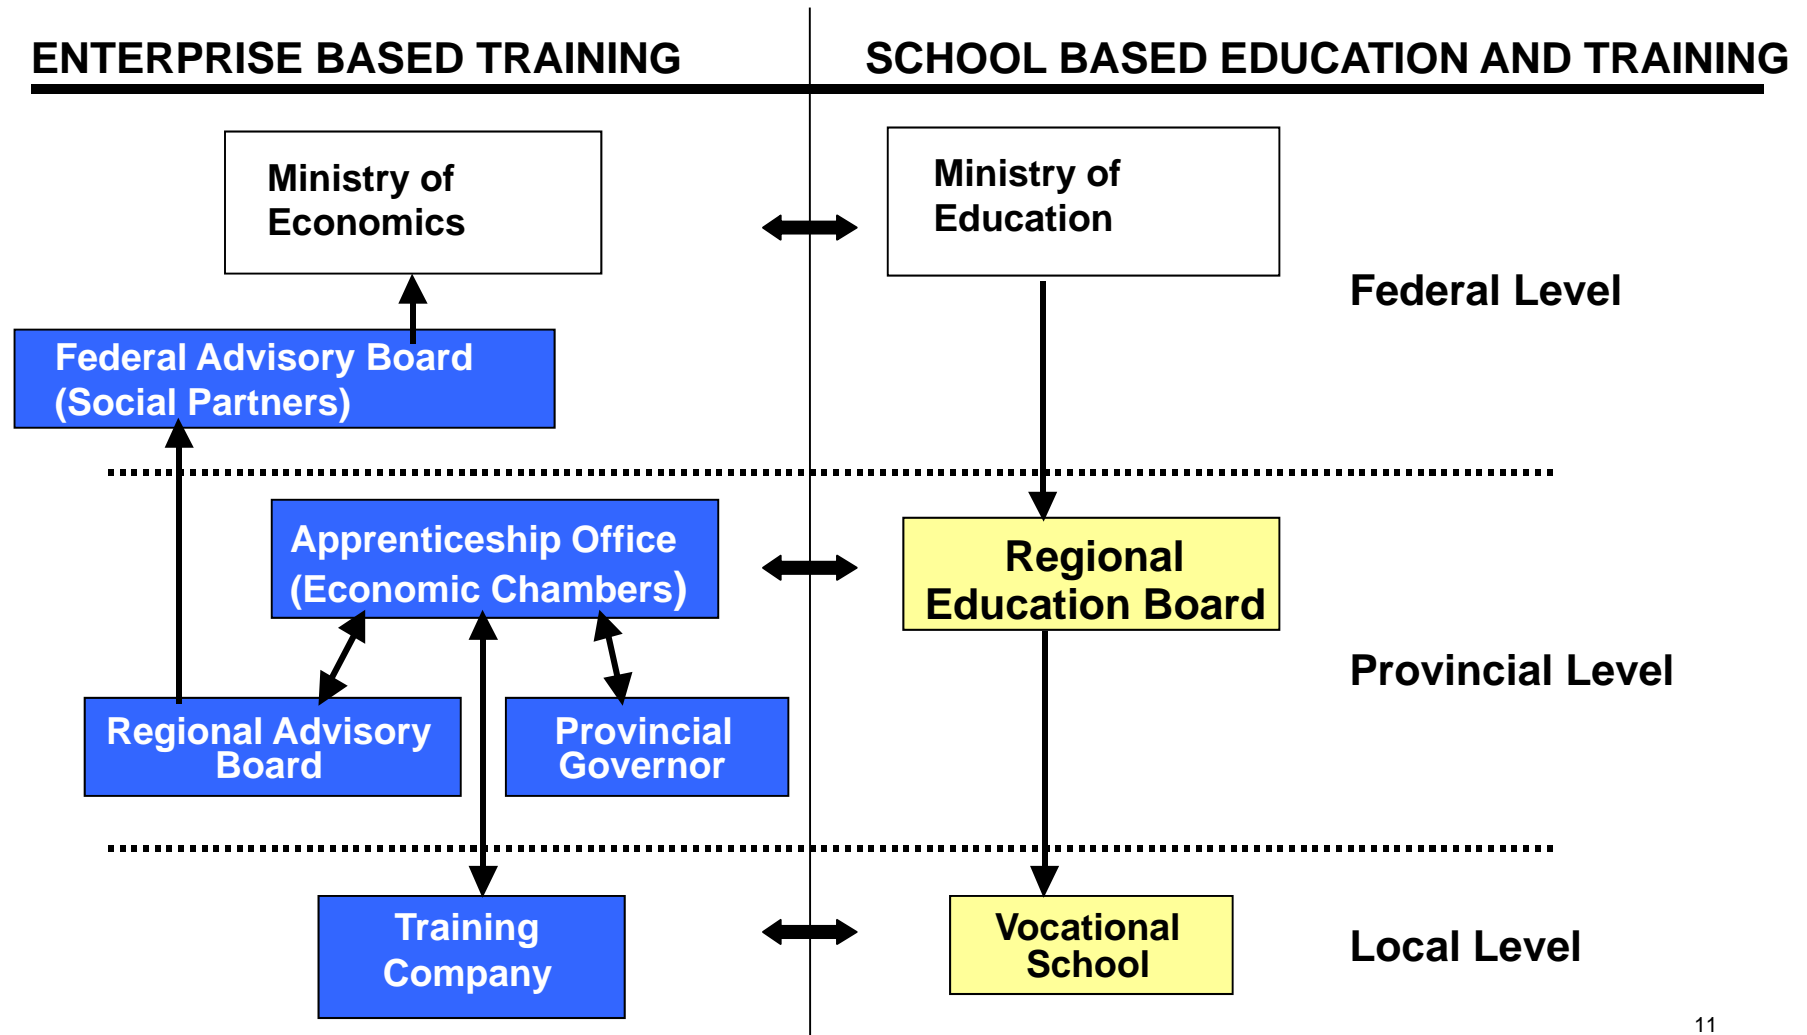 ENTERPRISE BASED TRAINING
SCHOOL BASED EDUCATION AND TRAINING
Ministry of
Economics
Ministry of
Education
Federal Level
Federal Advisory Board
(Social Partners)
Apprenticeship Office
(Economic Chambers)
Regional
Education Board
Provincial Level
Regional Advisory
Board
Provincial
Governor
Training
Company
Vocational
School
Local Level
11